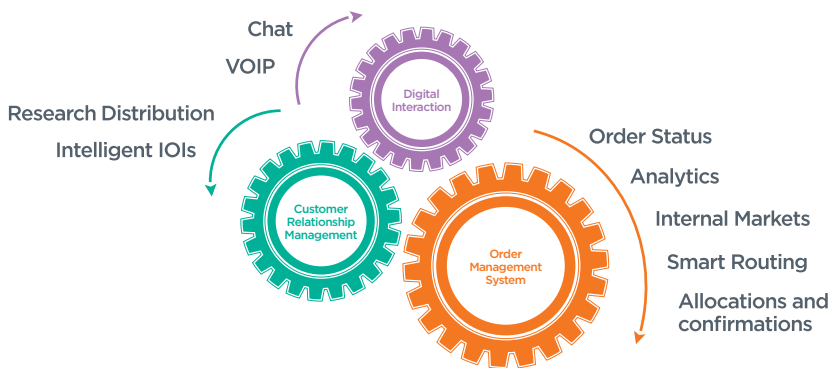 Chat
VOIP
Research Distribution
Intelligent IOIs
Digital
Interaction
Customer
Relationship
Management
Order
Management
System
Order Status
Analytics
Internal Markets
Smart Routing
Allocations and
confirmations